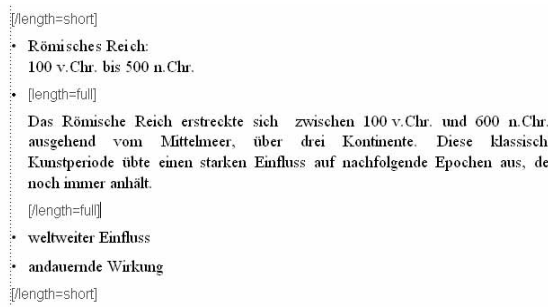 [/length=short]
• Römisches Reich:
100 v.Chr. bis 500 n.Chr.
• [length=full]
Das Römische Reich erstreckte sich zwischen 100 v.Chr. und 600 n.Chr.
ausgehend vom Mittelmeer, über drei Kontinente. Diese klassisch
Kunstperiode übte einen starken Einfluss auf nachfolgende Epochen aus, de
noch immer anhält.
[/length=full]
• weltweiter Einfluss
• andauernde Wirkung
[/length=short]